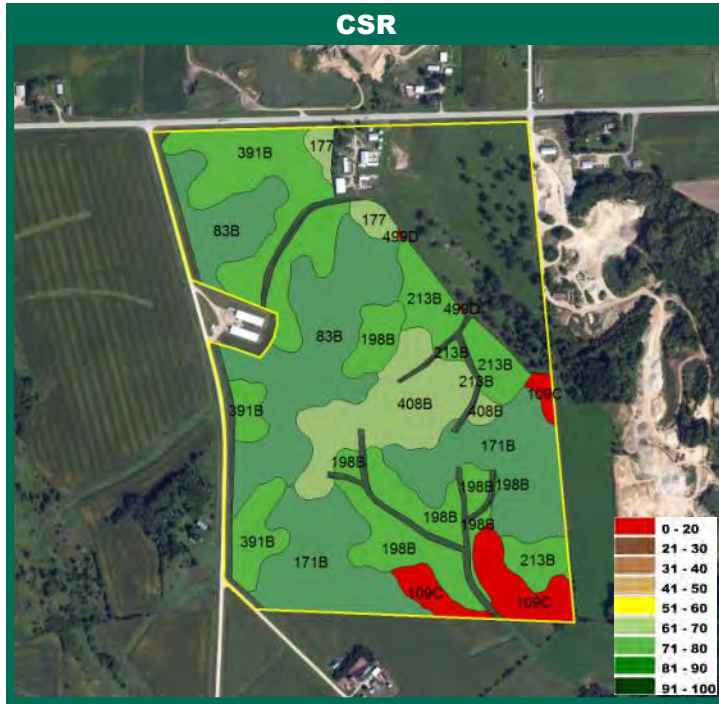 CSR
391B
177
83B
177
499D
213B
499D
83B
198B
213B
213B
213B
109C
391B
408B
408B
171B
198B
198B
198B
198B
198B
391B
171B
198B
213B
109C
109C
0 - 20
21 - 30
31 - 40
41 - 50
51 - 60
61 - 70
71 - 80
81 - 90
91 - 100